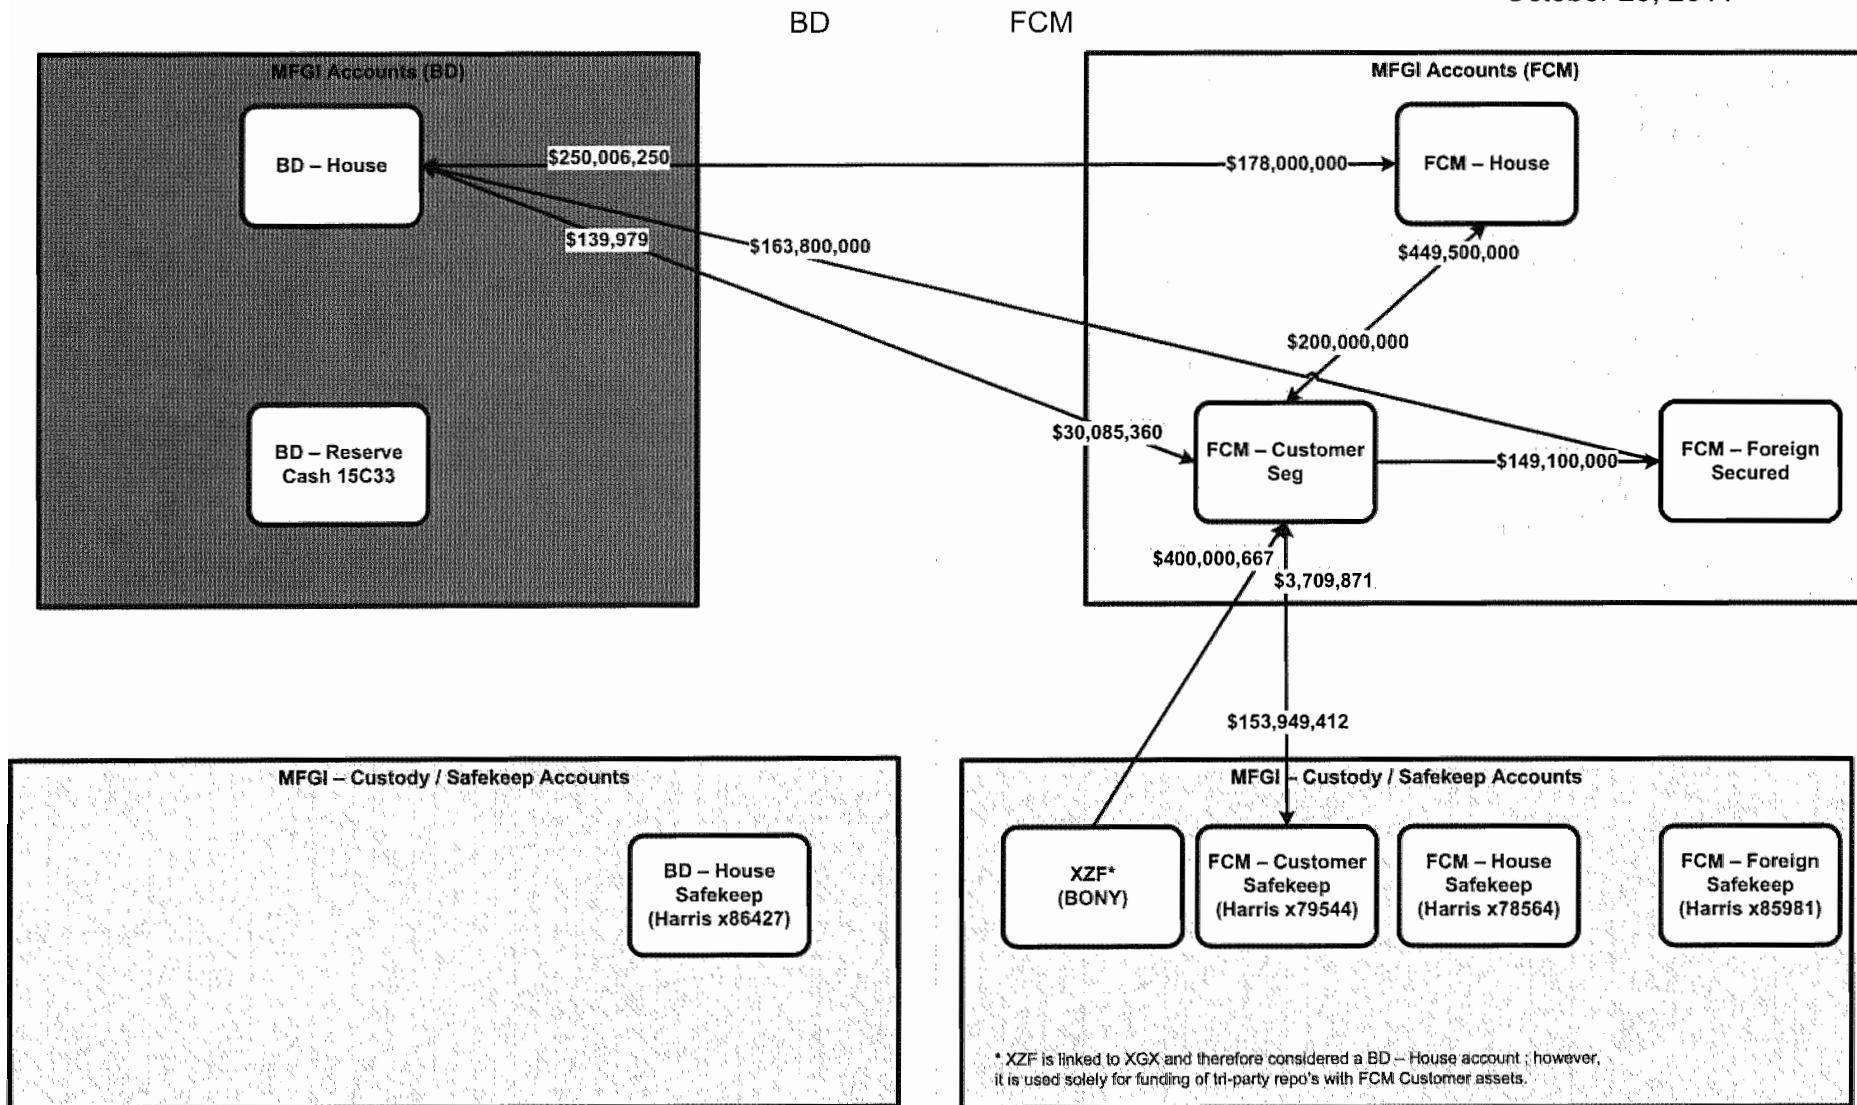 BD FCM
MFGI Accounts (BD)
MFGI Accounts (FCM)
BD – House
$250,006,250
$178,000,000
FCM – House
$139,979
$163,800,000
$449,500,000
$200,000,000
BD – Reserve
Cash 15C33
$30,085,360
FCM – Customer
Seg
$149,100,000
FCM – Foreign
Secured
$400,000,667
$3,709,871
$153,949,412
MFGI – Custody / Safekeep Accounts
MFGI – Custody / Safekeep Accounts
BD – House
Safekeep
(Harris x86427)
XZF*
(BONY)
FCM – Customer
Safekeep
(Harris x79544)
FCM – House
Safekeep
(Harris x78564)
FCM – Foreign
Safekeep
(Harris x85981)
* XZF is linked to XGX and therefore considered a BD – House account ; however,
it is used solely for funding of tri-party repo's with FCM Customer assets.